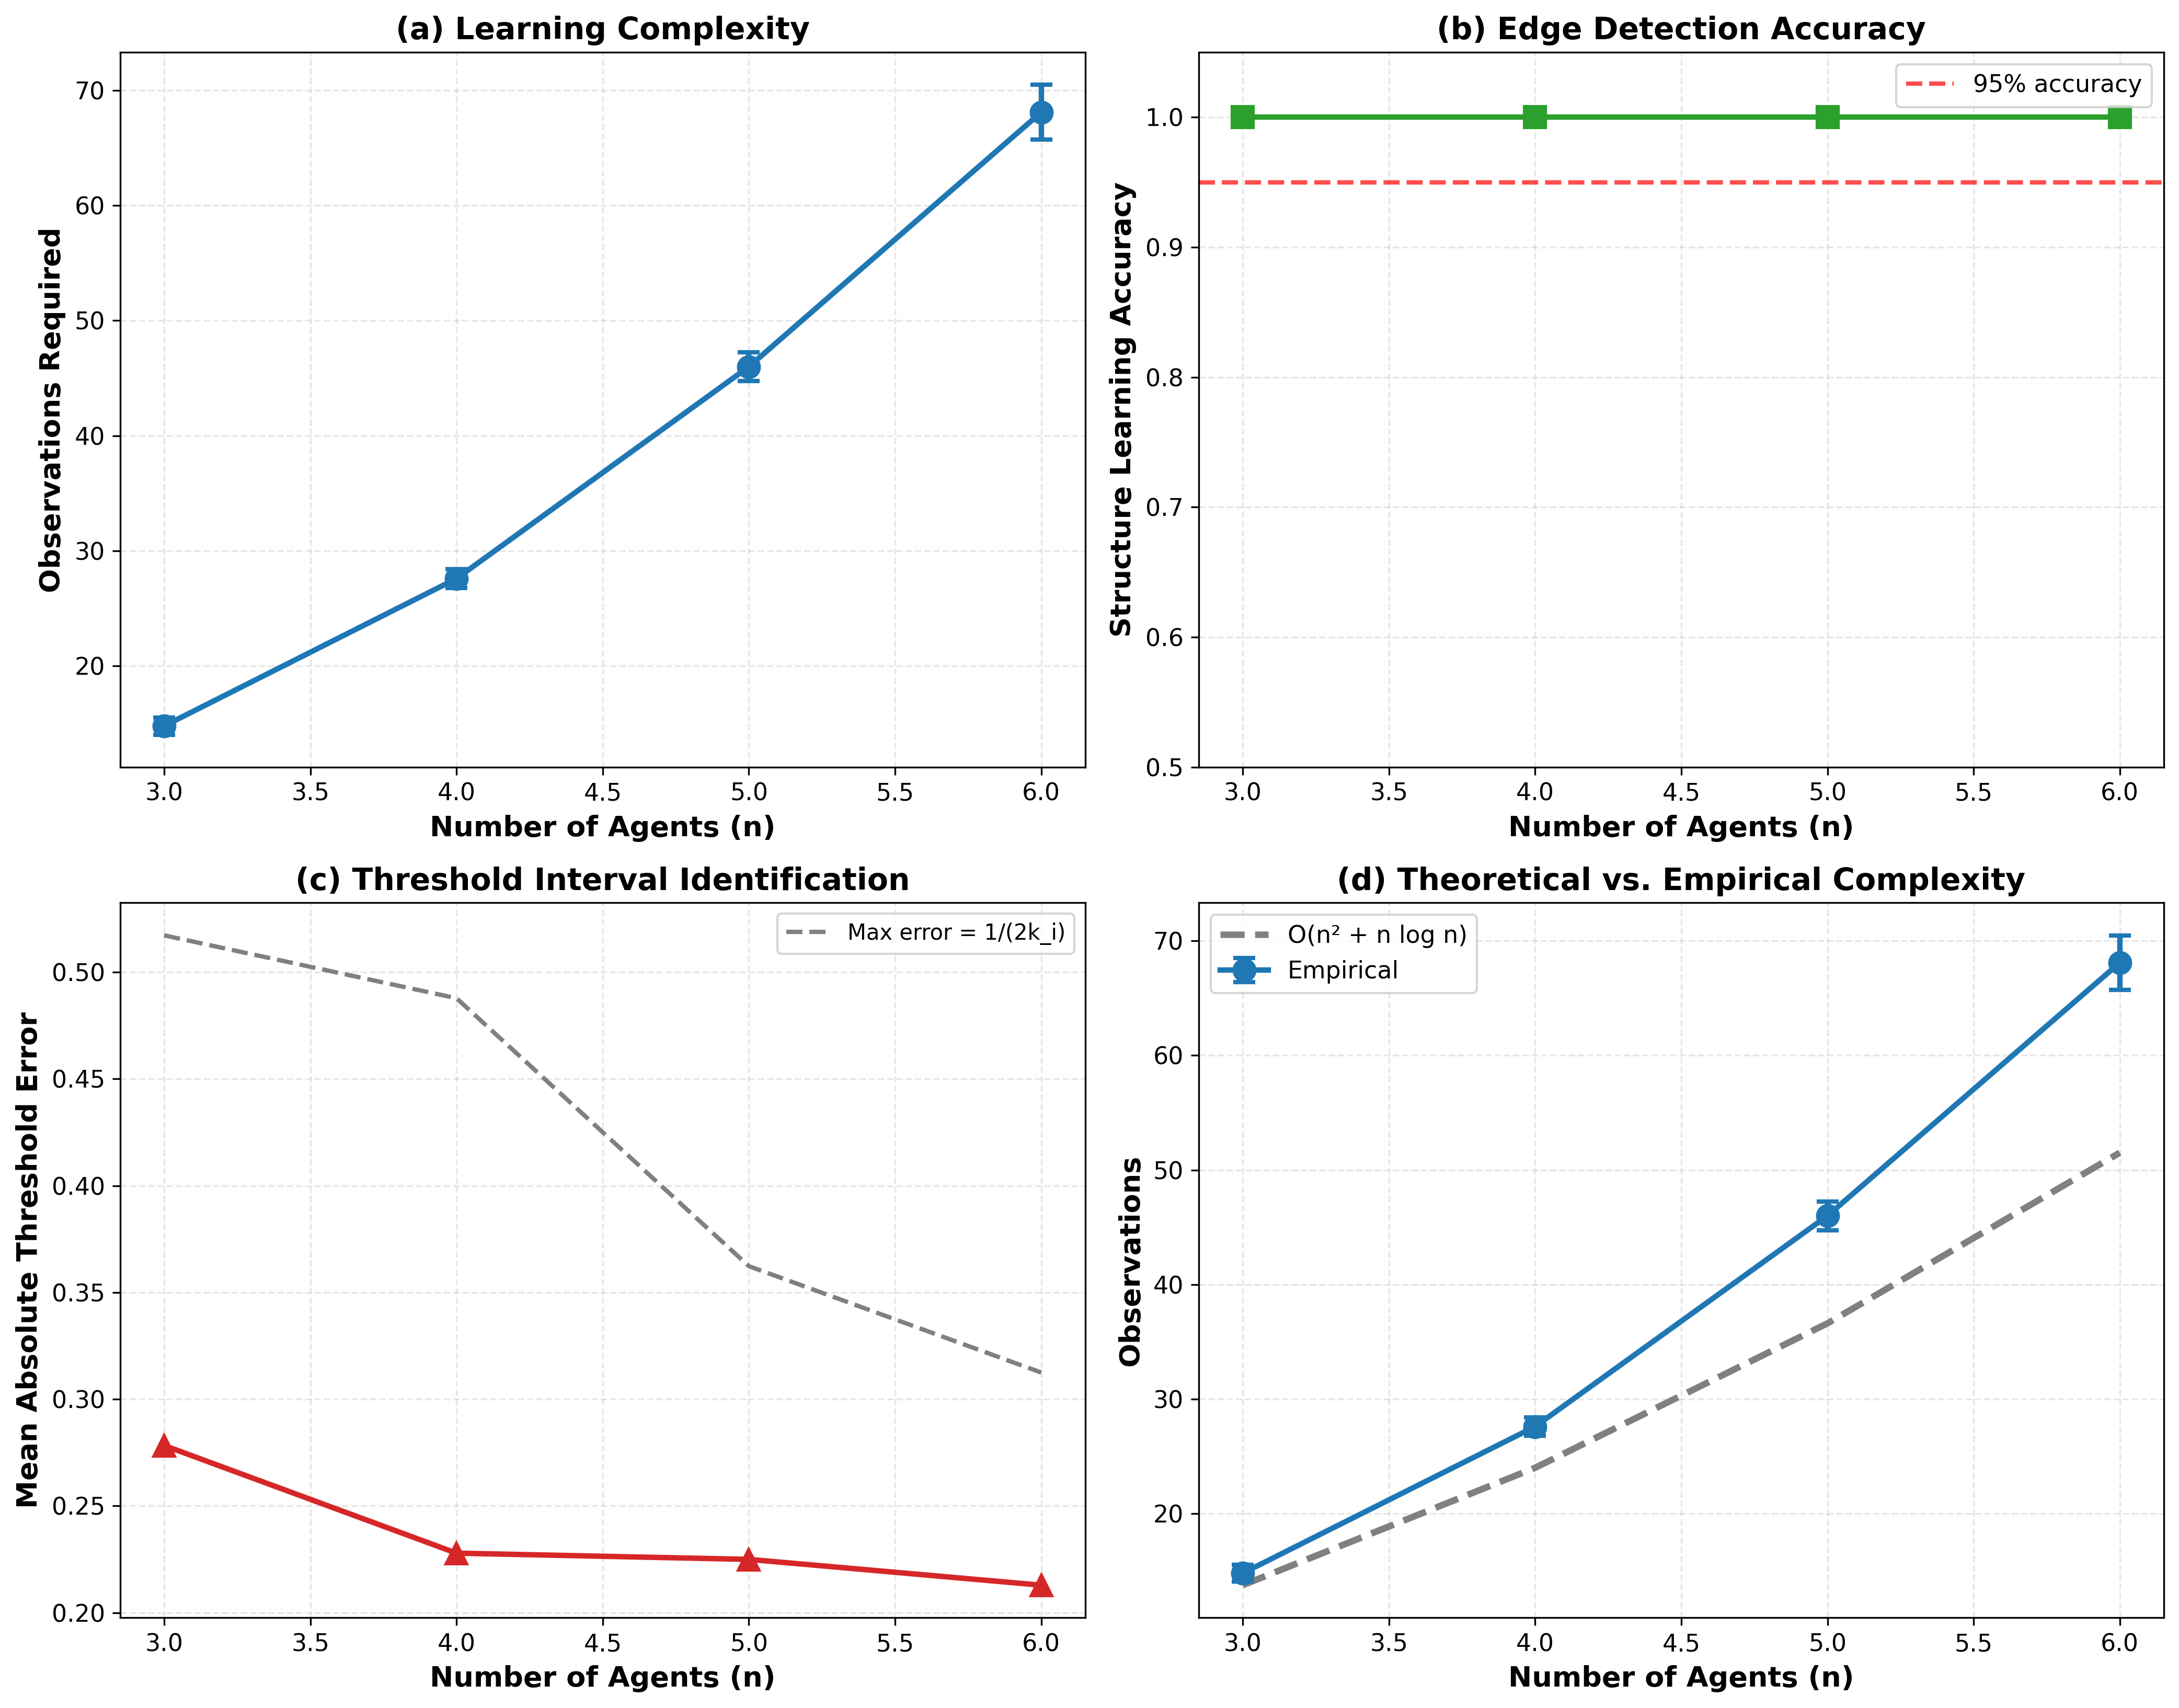 (a) Learning Complexity
Observations Required
70
60
50
40
30
20
3.0 3.5 4.0 4.5 5.0 5.5 6.0
Number of Agents (n)
(b) Edge Detection Accuracy
95% accuracy
Structure Learning Accuracy
1.0
0.9
0.8
0.7
0.6
0.5
3.0 3.5 4.0 4.5 5.0 5.5 6.0
Number of Agents (n)
(c) Threshold Interval Identification
Max error = 1/(2k_i)
Mean Absolute Threshold Error
0.50
0.45
0.40
0.35
0.30
0.25
0.20
3.0 3.5 4.0 4.5 5.0 5.5 6.0
Number of Agents (n)
(d) Theoretical vs. Empirical Complexity
O(n² + n log n)
Empirical
Observations
70
60
50
40
30
20
3.0 3.5 4.0 4.5 5.0 5.5 6.0
Number of Agents (n)